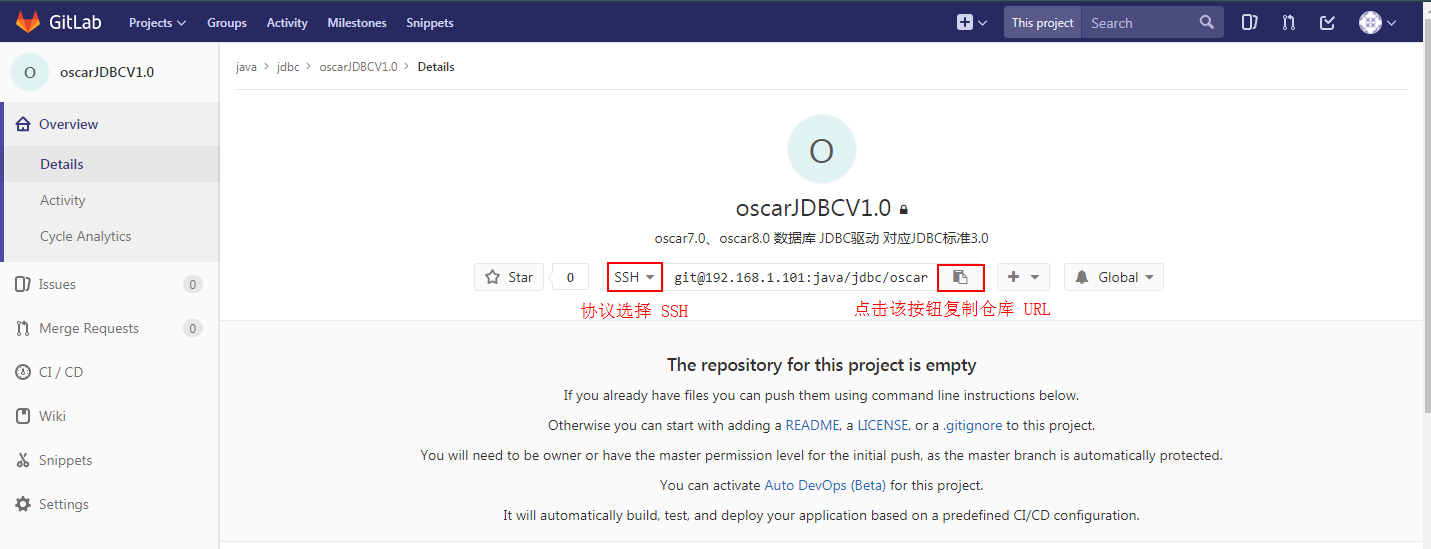 GitLab Projects Groups Activity Milestones Snippets This project Search
O oscarJDBCV1.0
java > jdbc > oscarJDBCV1.0 > Details
Overview
Details
Activity
Cycle Analytics
Issues 0
Merge Requests 0
CI / CD
Wiki
Snippets
Settings
O
oscarJDBCV1.0
oscar7.0、oscar8.0 数据库 JDBC驱动 对应JDBC标准3.0
Star 0 SSH git@192.168.1.101:java/jdbc/oscar Global
协议选择 SSH 点击该按钮复制仓库 URL
The repository for this project is empty
If you already have files you can push them using command line instructions below.
Otherwise you can start with adding a README, a LICENSE, or a .gitignore to this project.
You will need to be owner or have the master permission level for the initial push, as the master branch is automatically protected.
You can activate Auto DevOps (Beta) for this project.
It will automatically build, test, and deploy your application based on a predefined CI/CD configuration.